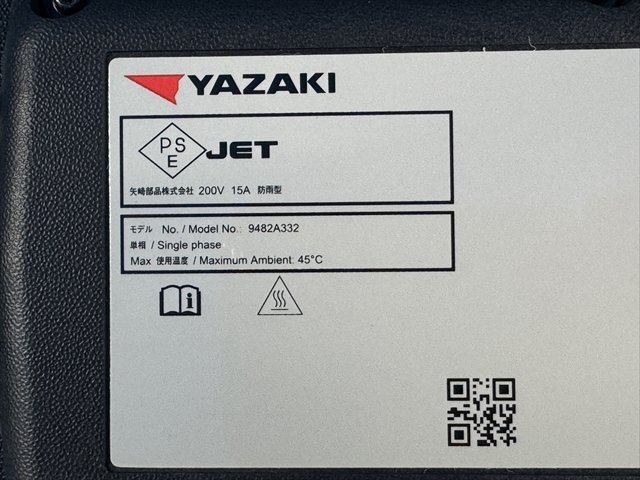 YAZAKI
PS
E
JET
矢崎部品株式会社 200V 15A 防雨型
モデル No. / Model No.: 9482A332
単相 / Single phase
Max 使用温度 / Maximum Ambient: 45°C